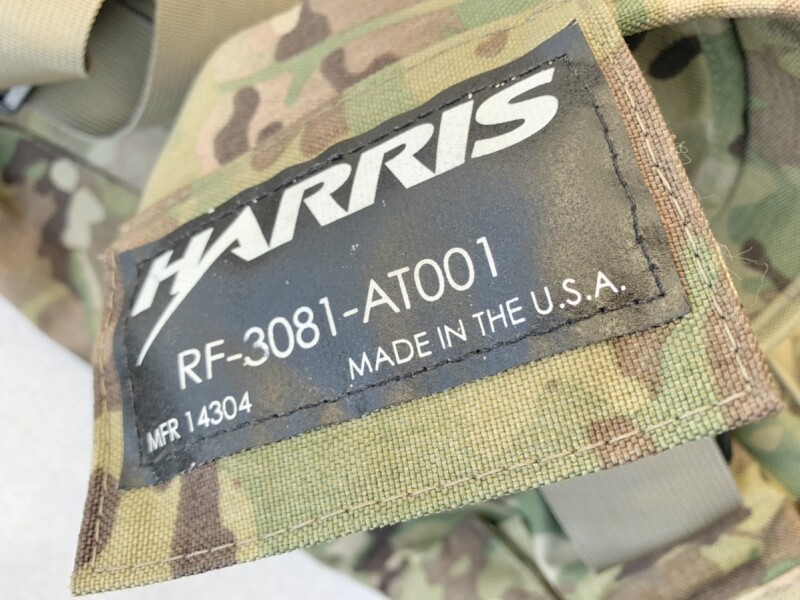 HARRIS
RF-3081-AT001
MADE IN THE U.S.A.
MFR 14304